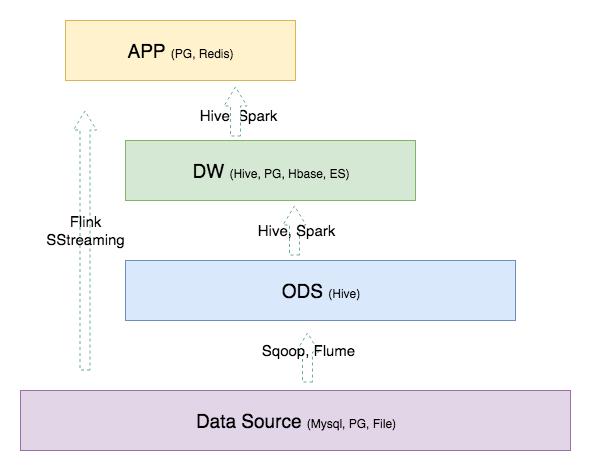 APP (PG, Redis)
Hive Spark
DW (Hive, PG, Hbase, ES)
Flink
SStreaming
Hive, Spark
ODS (Hive)
Sqoop, Flume
Data Source (Mysql, PG, File)